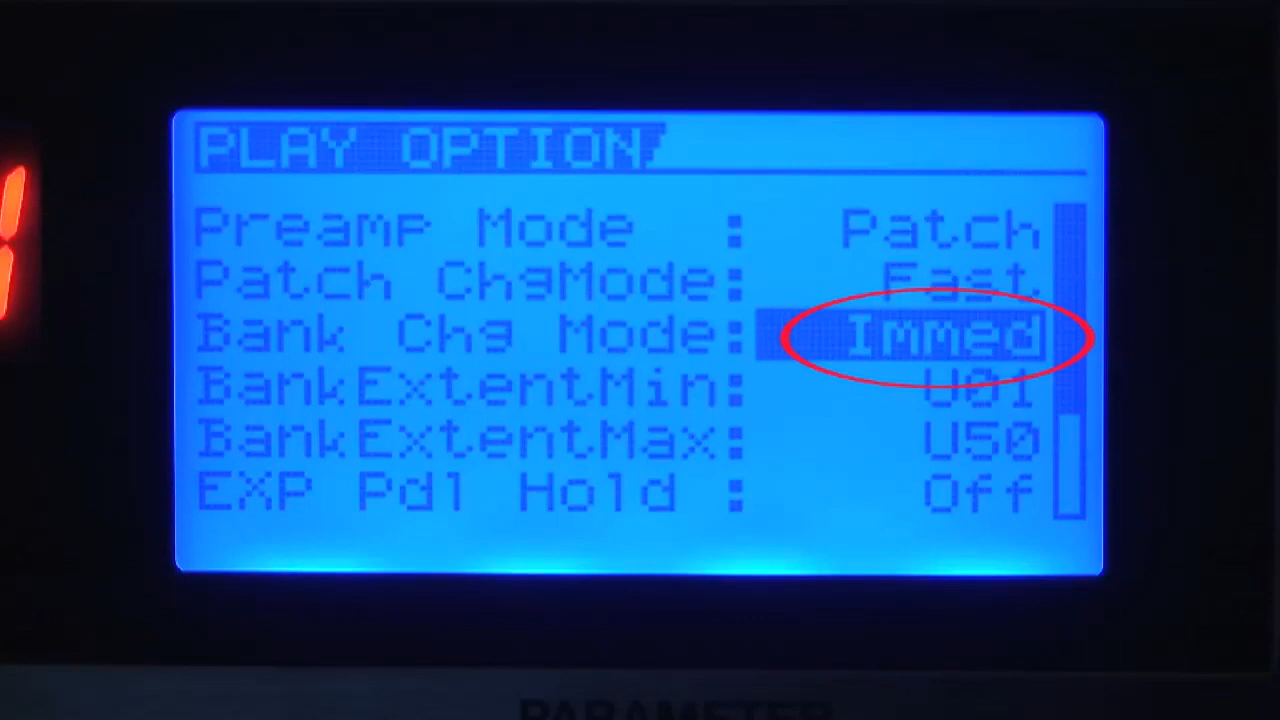 PLAY OPTION
Preamp Mode : Patch
Patch ChgMode: Fast
Bank Chg Mode: Immed
BankExtentMin: U01
BankExtentMax: U50
EXP Pdl Hold : Off
PARAMETER